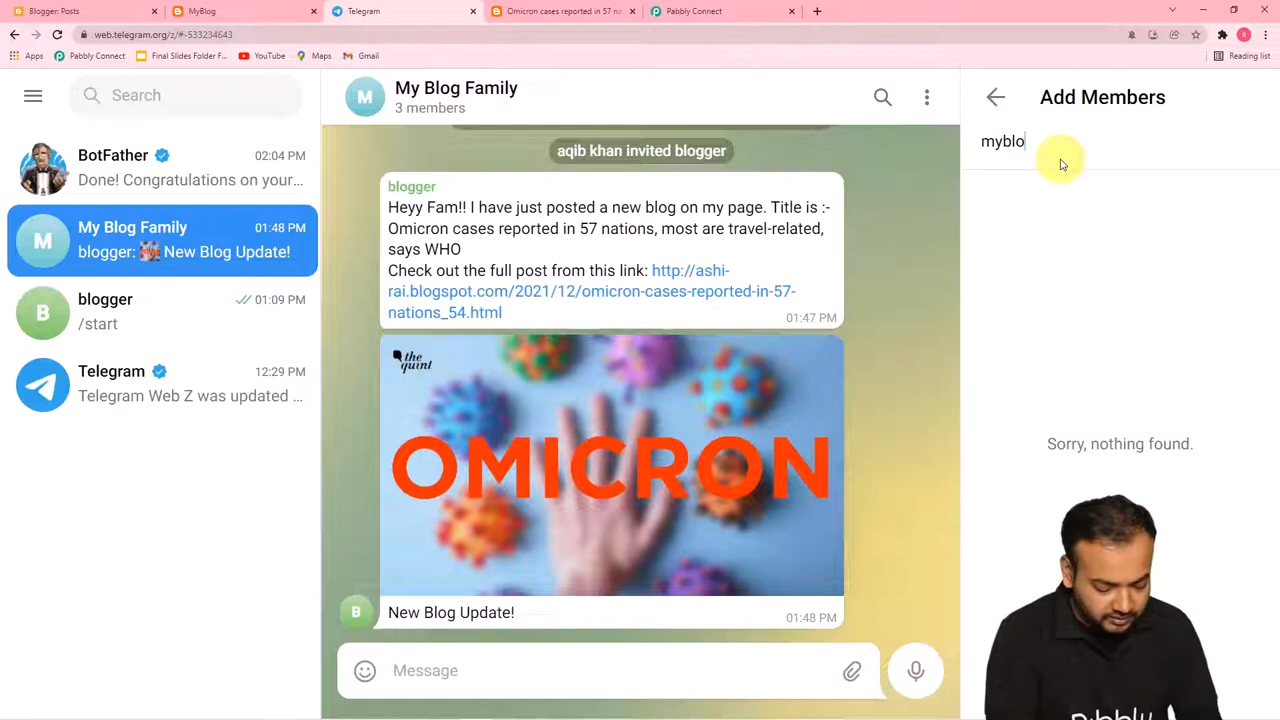 Blogger: Posts
MyBlog
Telegram
Omicron cases reported in 57 n
Pabbly Connect
web.telegram.org/z/#-533234643
Apps
Pabbly Connect
Final Slides Folder F...
YouTube
Maps
Gmail
Reading list
Search
BotFather
02:04 PM
Done! Congratulations on your...
M
My Blog Family
01:48 PM
blogger: New Blog Update!
B
blogger
01:09 PM
/start
Telegram
12:29 PM
Telegram Web Z was updated ...
M
My Blog Family
3 members
aqib khan invited blogger
blogger
Heyy Fam!! I have just posted a new blog on my page. Title is :-
Omicron cases reported in 57 nations, most are travel-related,
says WHO
Check out the full post from this link: http://ashi-
rai.blogspot.com/2021/12/omicron-cases-reported-in-57-
nations_54.html
01:47 PM
the
quint
OMICRON
B
New Blog Update!
01:48 PM
Message
Add Members
myblo
Sorry, nothing found.
Pabbly